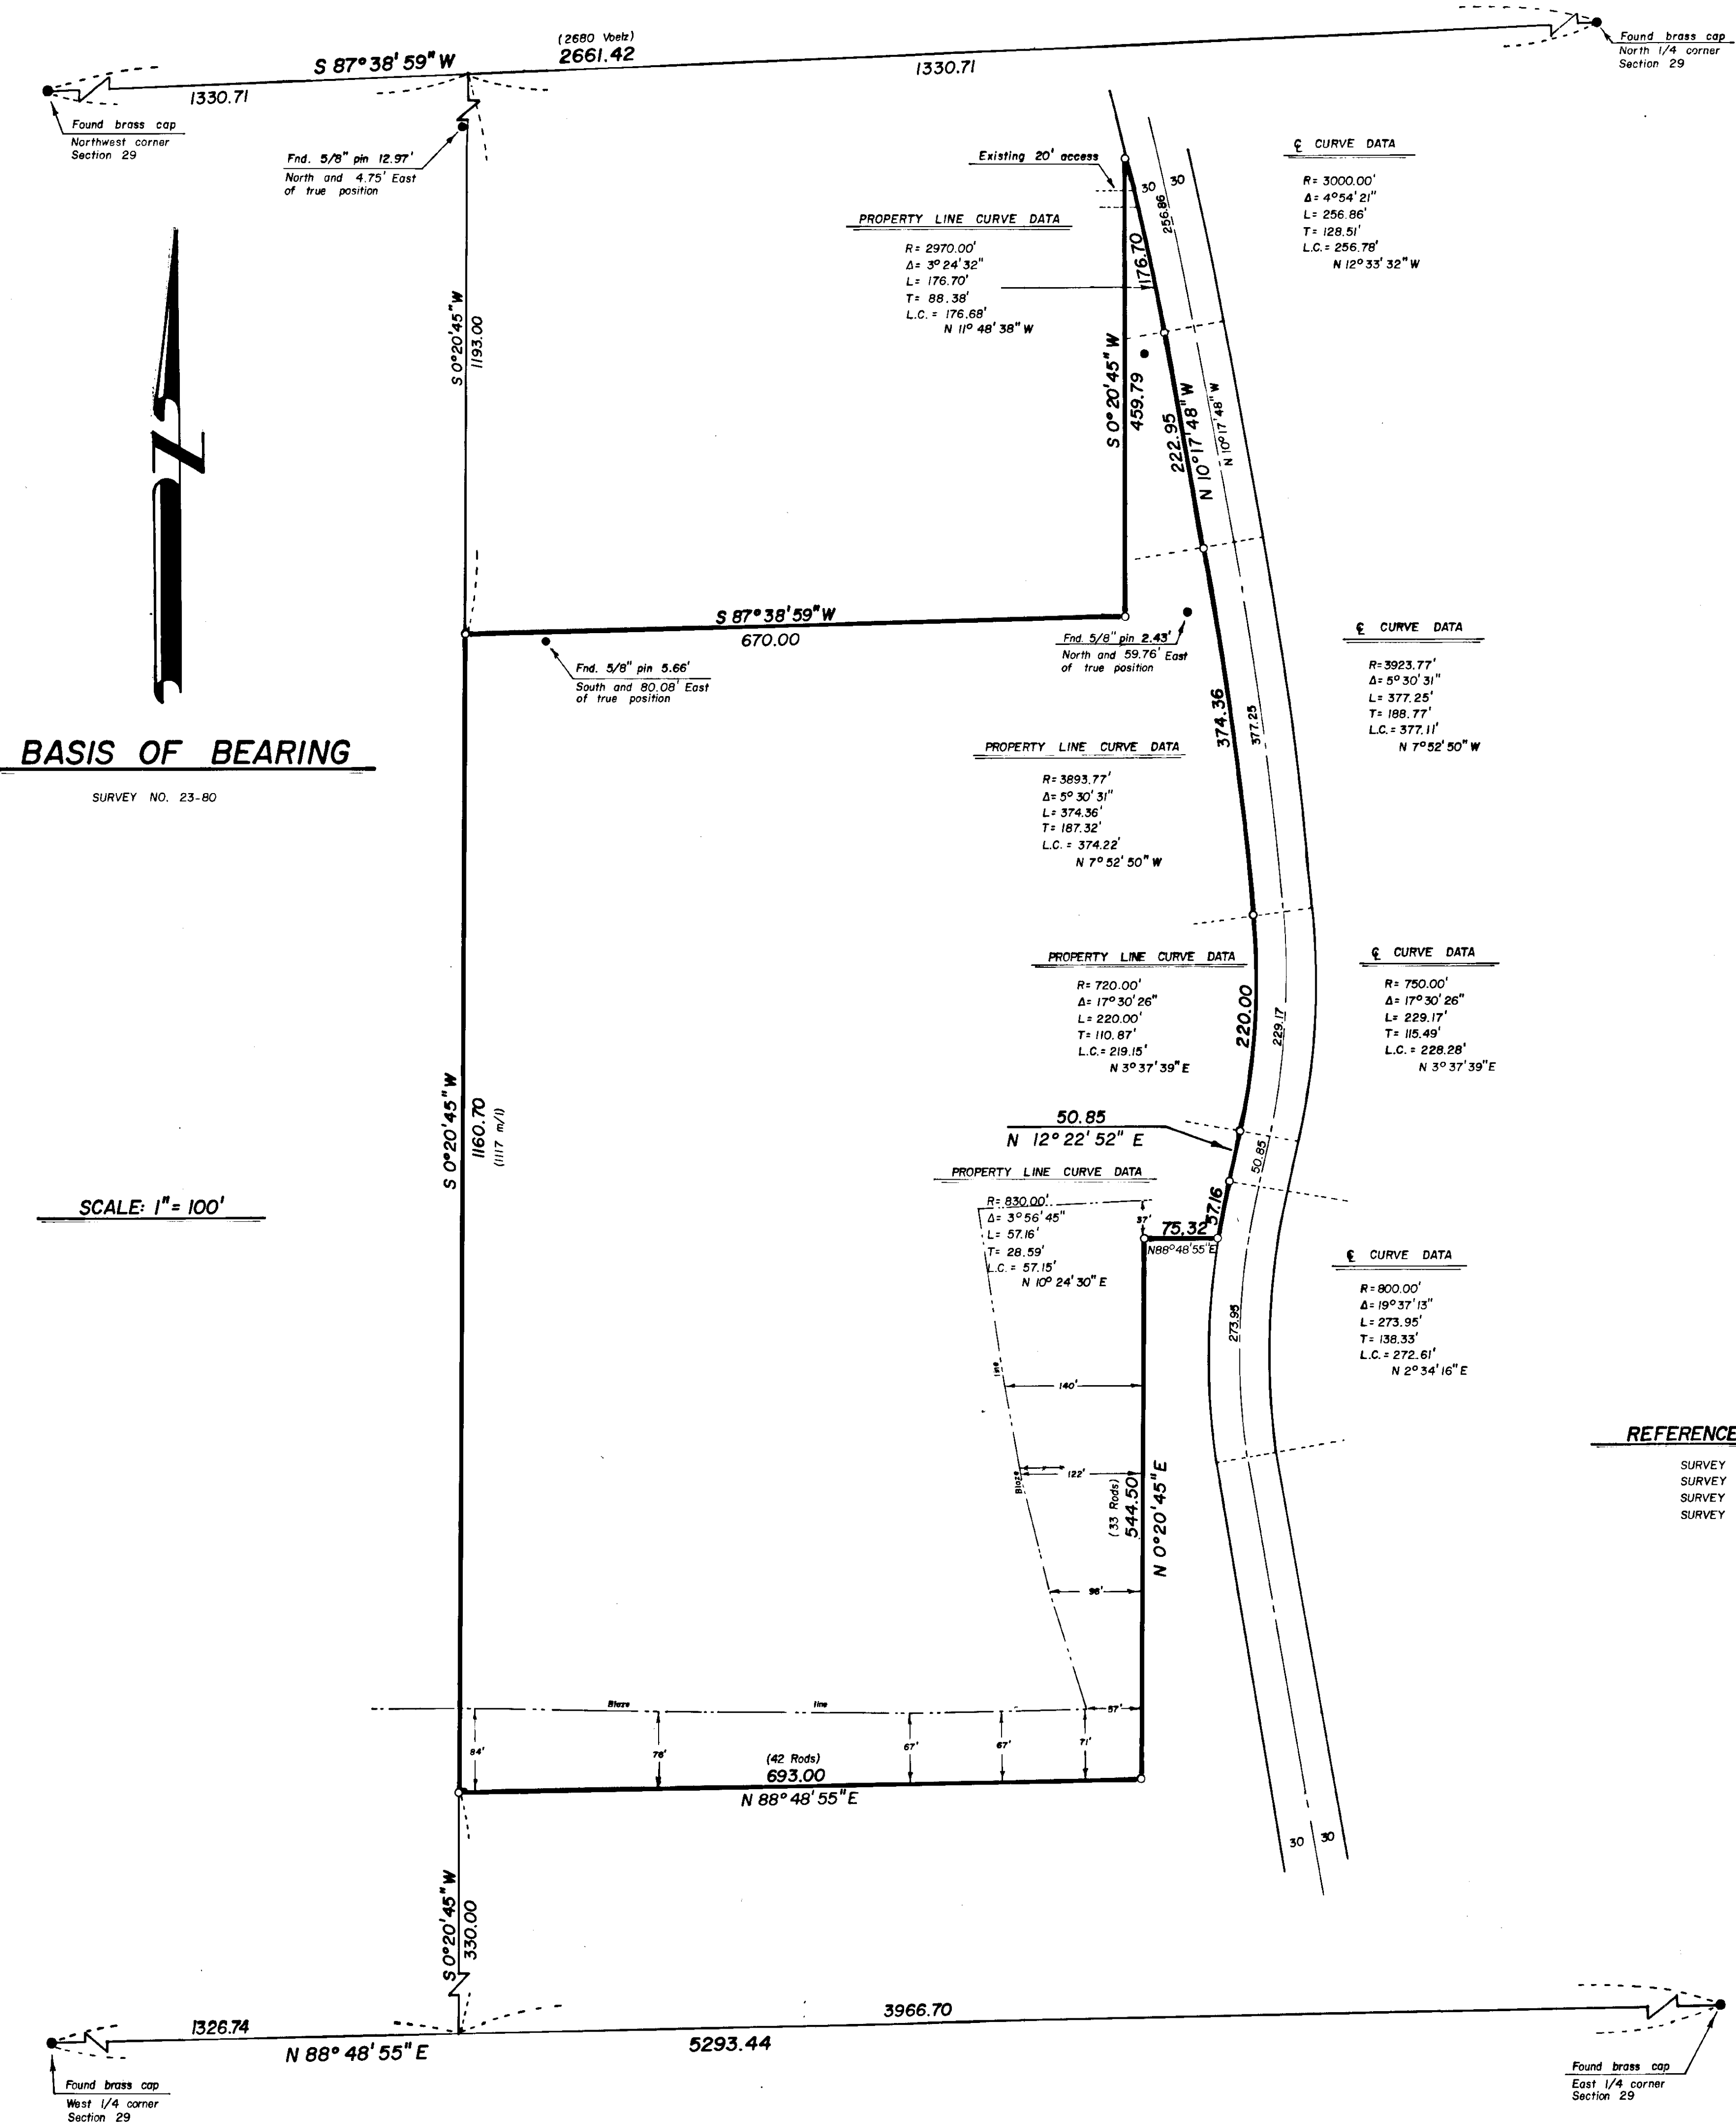 (2680 Voelz)
S 87° 38' 59" W
2661.42
1330.71
1330.71
Found brass cap
North 1/4 corner
Section 29
Found brass cap
Northwest corner
Section 29
Fnd. 5/8" pin 12.97'
North and 4.75' East
of true position
Existing 20' access
30 30
256.86
176.70
℄ CURVE DATA
R= 3000.00'
Δ= 4°54'21"
L= 256.86'
T= 128.51'
L.C.= 256.78'
N 12° 33' 32" W
PROPERTY LINE CURVE DATA
R= 2970.00'
Δ= 3° 24' 32"
L= 176.70'
T= 88.38'
L.C. = 176.68'
N 11° 48' 38" W
S 0°20'45" W
1193.00
S 0° 20' 45" W
459.79
222.95
N 10°17'48" W
N 10°17'48" W
S 87° 38' 59" W
670.00
Fnd. 5/8" pin 5.66'
South and 80.08' East
of true position
Fnd. 5/8" pin 2.43'
North and 59.76' East
of true position
℄ CURVE DATA
R=3923.77'
Δ= 5° 30' 31"
L= 377.25'
T= 188.77'
L.C.= 377.11'
N 7° 52' 50" W
374.36
377.25
BASIS OF BEARING
SURVEY NO. 23-80
PROPERTY LINE CURVE DATA
R= 3893.77'
Δ= 5° 30' 31"
L= 374.36'
T= 187.32'
L.C. = 374.22'
N 7° 52' 50" W
PROPERTY LINE CURVE DATA
R= 720.00'
Δ= 17° 30' 26"
L= 220.00'
T= 110.87'
L.C.= 219.15'
N 3° 37' 39" E
220.00
229.17
℄ CURVE DATA
R= 750.00'
Δ= 17° 30' 26"
L= 229.17'
T= 115.49'
L.C. = 228.28'
N 3° 37' 39" E
S 0°20'45" W
1160.70
(1117 m/l)
50.85
N 12° 22' 52" E
50.85
SCALE: 1" = 100'
PROPERTY LINE CURVE DATA
R= 830.00'
Δ= 3° 56' 45"
L= 57.16'
T= 28.59'
L.C. = 57.15'
N 10° 24' 30" E
37'
75.32
57.16
N88°48'55"E
℄ CURVE DATA
R= 800.00'
Δ= 19° 37' 13"
L= 273.95'
T= 138.33'
L.C. = 272.61'
N 2° 34' 16" E
273.95
line
140'
Blaze
122'
(33 Rods)
544.50
N 0°20'45" E
98'
REFERENCE
SURVEY
SURVEY
SURVEY
SURVEY
Blaze line
57'
84'
76'
67'
67'
71'
(42 Rods)
693.00
N 88° 48' 55" E
30 30
S 0°20'45" W
330.00
1326.74
3966.70
N 88° 48' 55" E
5293.44
Found brass cap
West 1/4 corner
Section 29
Found brass cap
East 1/4 corner
Section 29